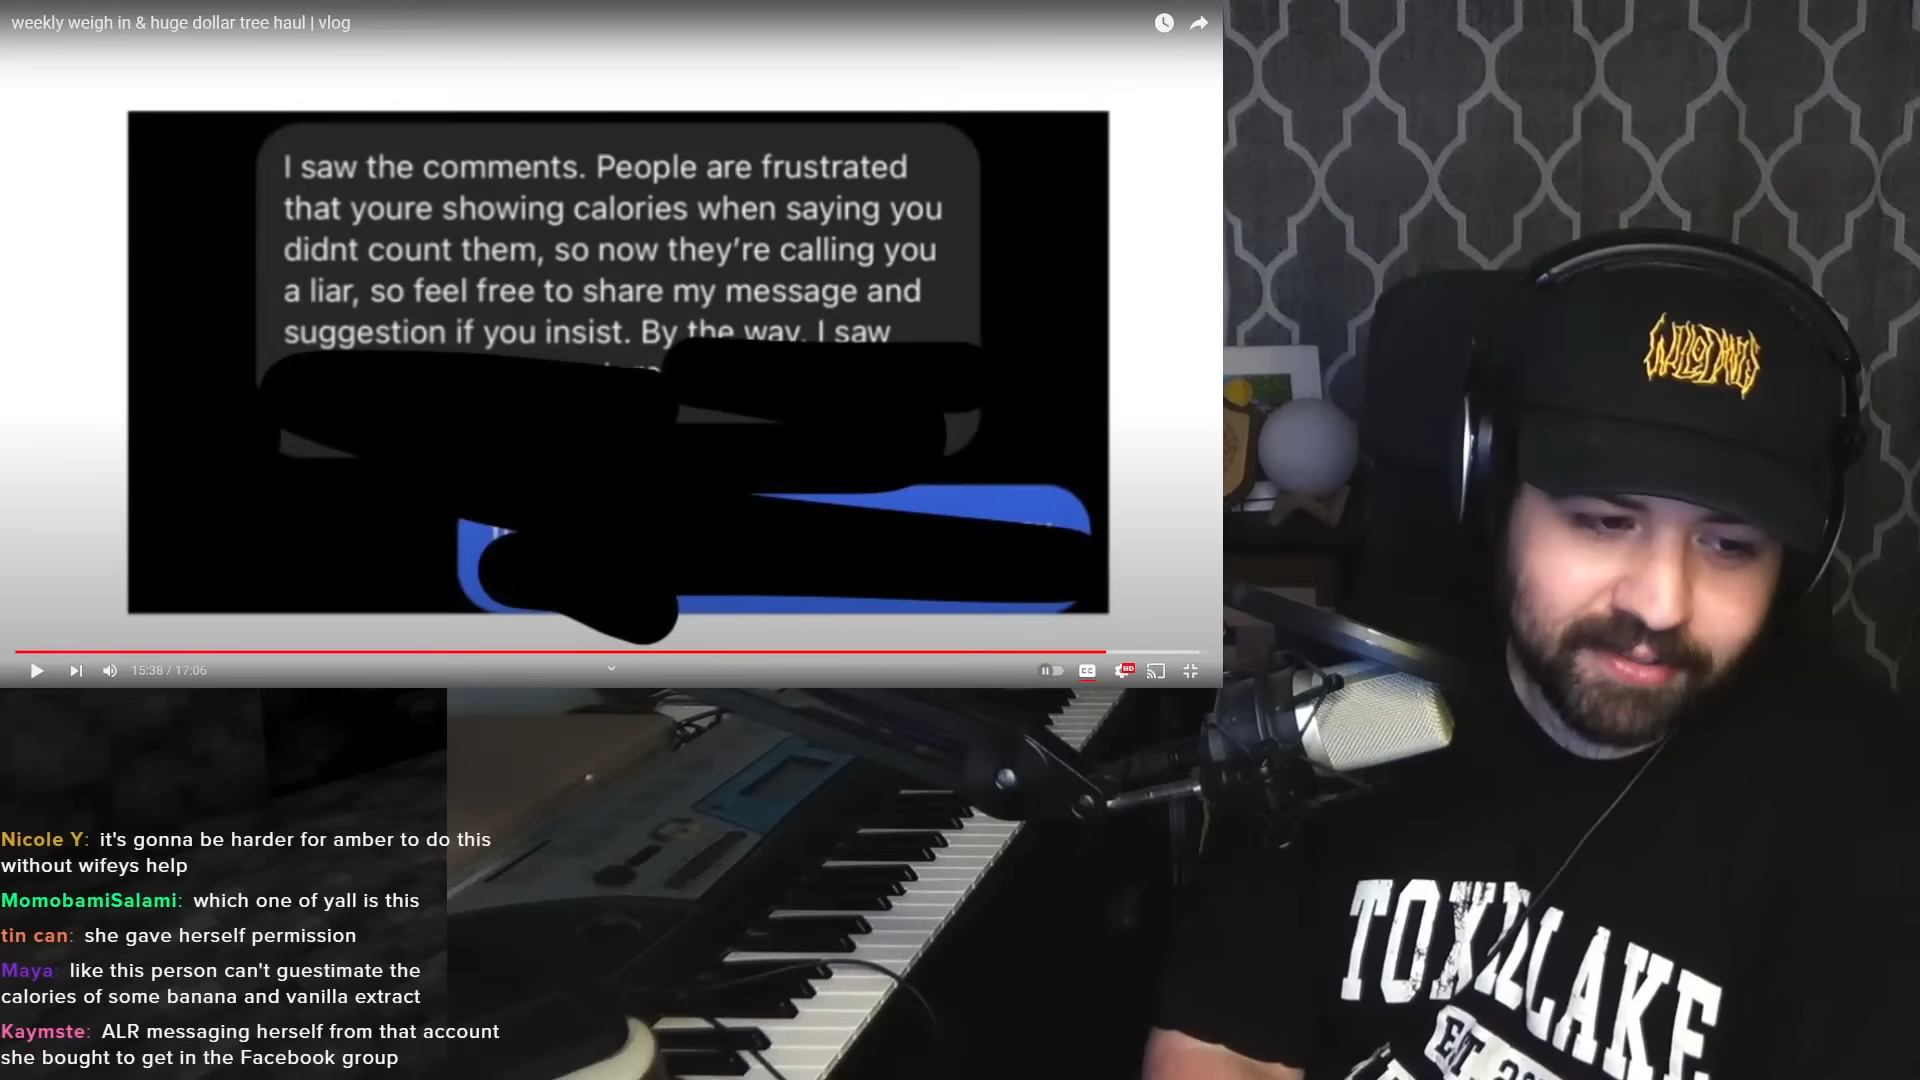 weekly weigh in & huge dollar tree haul | vlog
I saw the comments. People are frustrated
that youre showing calories when saying you
didnt count them, so now they're calling you
a liar, so feel free to share my message and
suggestion if you insist. By the way, I saw
15:38 / 17:06
CC
HD
TOXIC LAKE
Nicole Y: it's gonna be harder for amber to do this
without wifeys help
MomobamiSalami: which one of yall is this
tin can: she gave herself permission
Maya: like this person can't guestimate the
calories of some banana and vanilla extract
Kaymste: ALR messaging herself from that account
she bought to get in the Facebook group